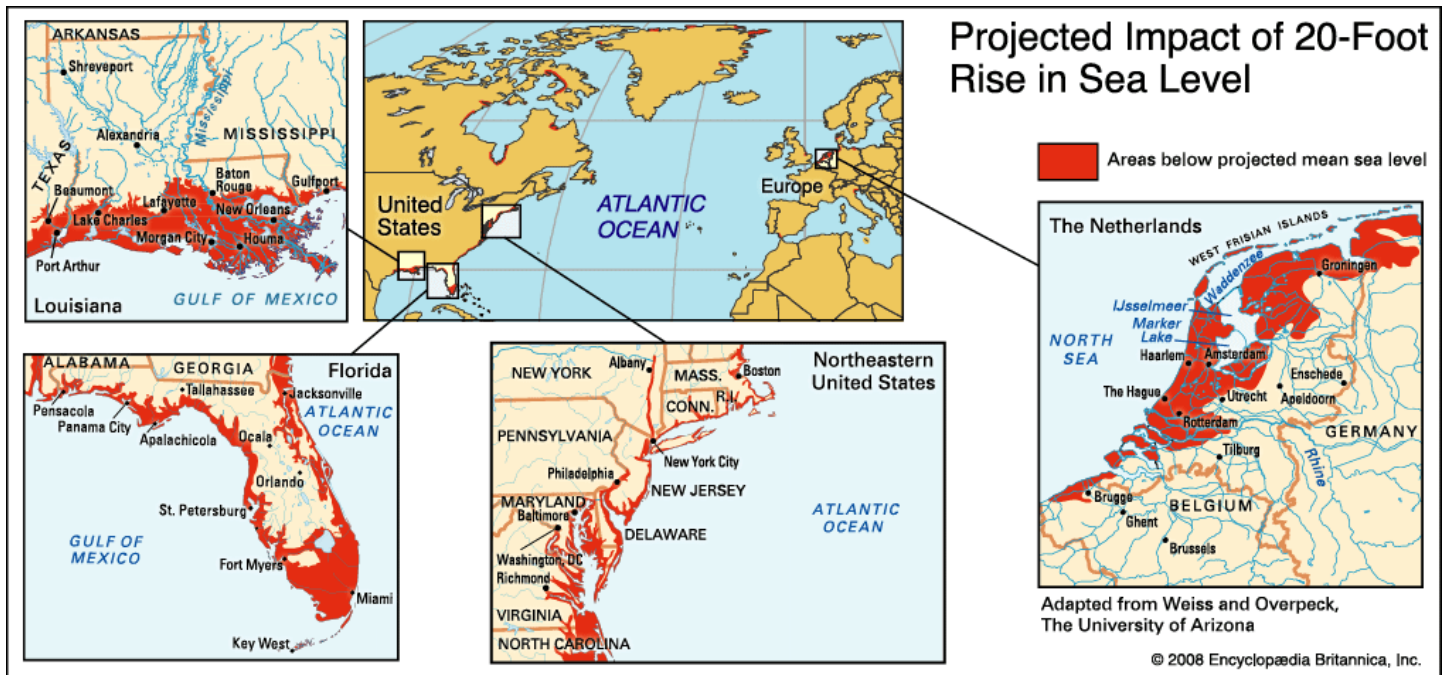 Projected Impact of 20-Foot
Rise in Sea Level
Areas below projected mean sea level
ARKANSAS
Shreveport
Mississippi
Alexandria
MISSISSIPPI
TEXAS
Beaumont
Baton
Rouge
Gulfport
Lafayette
Lake Charles
New Orleans
Morgan City
Houma
Port Arthur
Louisiana
GULF OF MEXICO
United
States
ATLANTIC
OCEAN
Europe
The Netherlands
WEST FRISIAN ISLANDS
Waddenzee
Groningen
IJsselmeer
Marker
Lake
NORTH
SEA
Haarlem
Amsterdam
Enschede
The Hague
Utrecht
Apeldoorn
Rotterdam
GERMANY
Tilburg
Rhine
Brugge
BELGIUM
Ghent
Brussels
ALABAMA
GEORGIA
Florida
Tallahassee
Jacksonville
Pensacola
ATLANTIC
OCEAN
Panama City
Apalachicola
Ocala
Orlando
St. Petersburg
GULF OF
MEXICO
Fort Myers
Miami
Key West
Northeastern
United States
Albany
NEW YORK
MASS.
Boston
CONN.
R.I.
PENNSYLVANIA
New York City
Philadelphia
NEW JERSEY
MARYLAND
Baltimore
ATLANTIC
OCEAN
DELAWARE
Washington, DC
Richmond
VIRGINIA
NORTH CAROLINA
Adapted from Weiss and Overpeck,
The University of Arizona
© 2008 Encyclopædia Britannica, Inc.